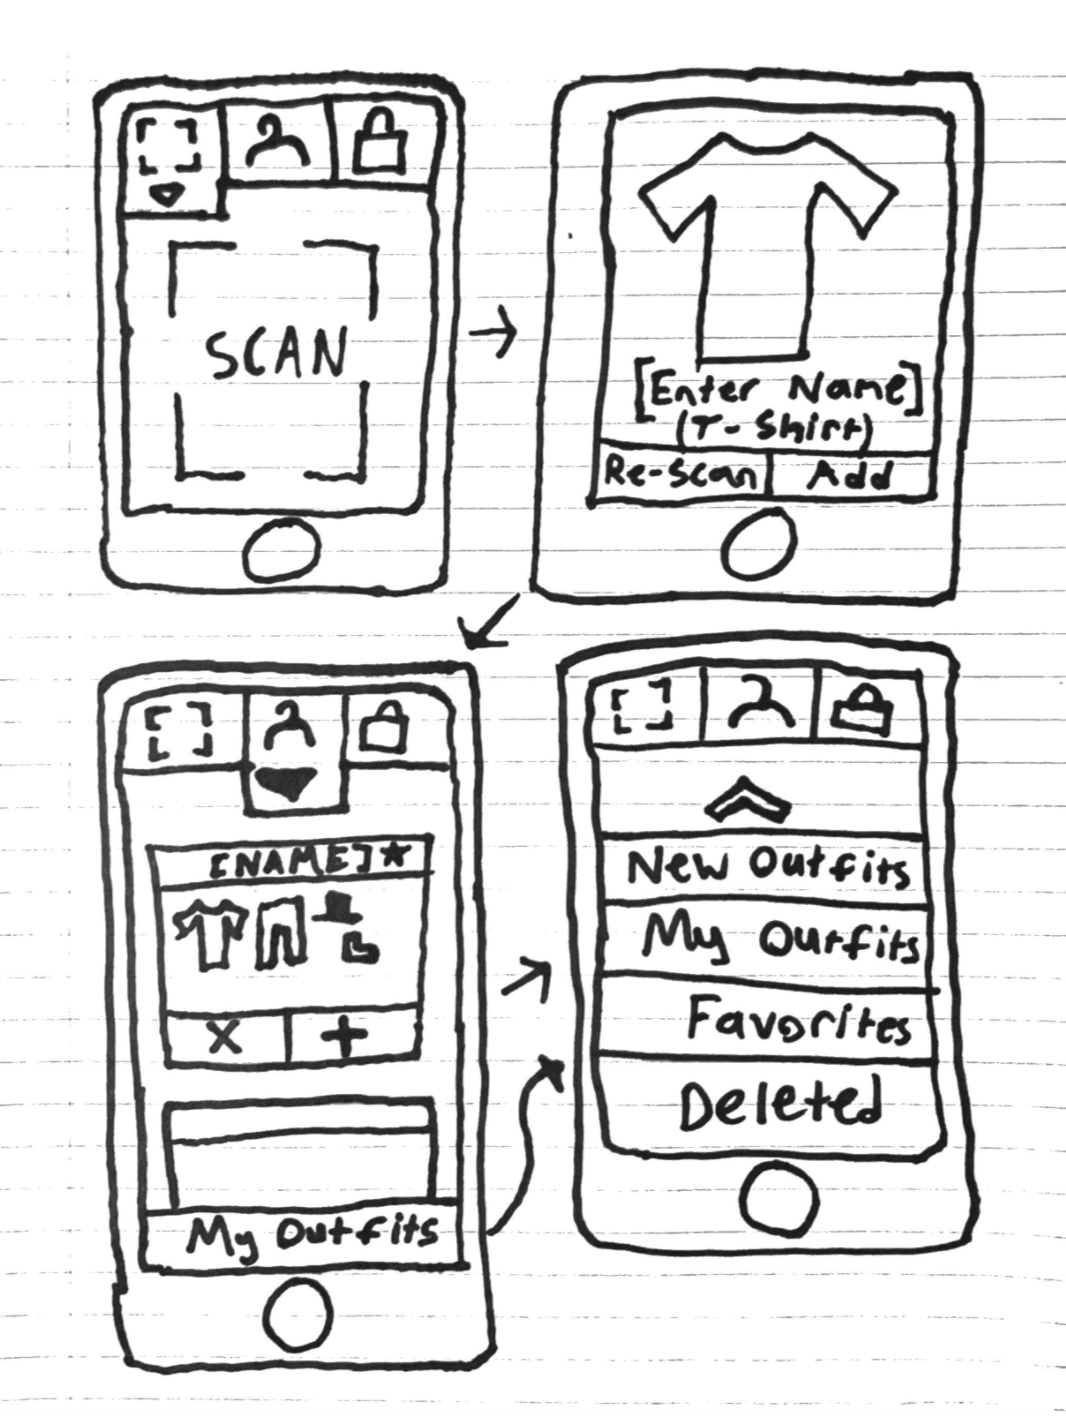 SCAN
[Enter Name]
(T-Shirt)
Re-Scan
Add
[NAME]★
X
+
My Outfits
New Outfits
My Outfits
Favorites
Deleted